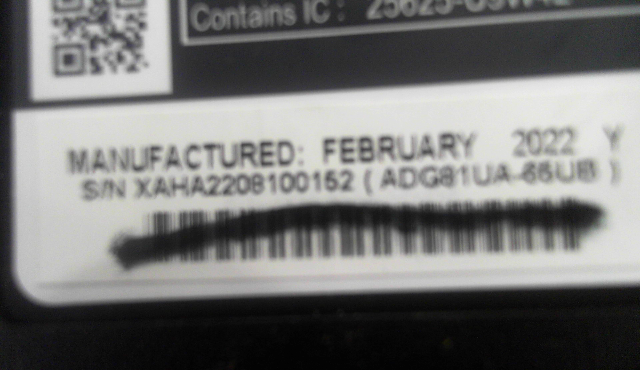 Contains IC :
MANUFACTURED: FEBRUARY 2022 Y
S/N XAHA2208100152 ( ADG81UA-66UB )